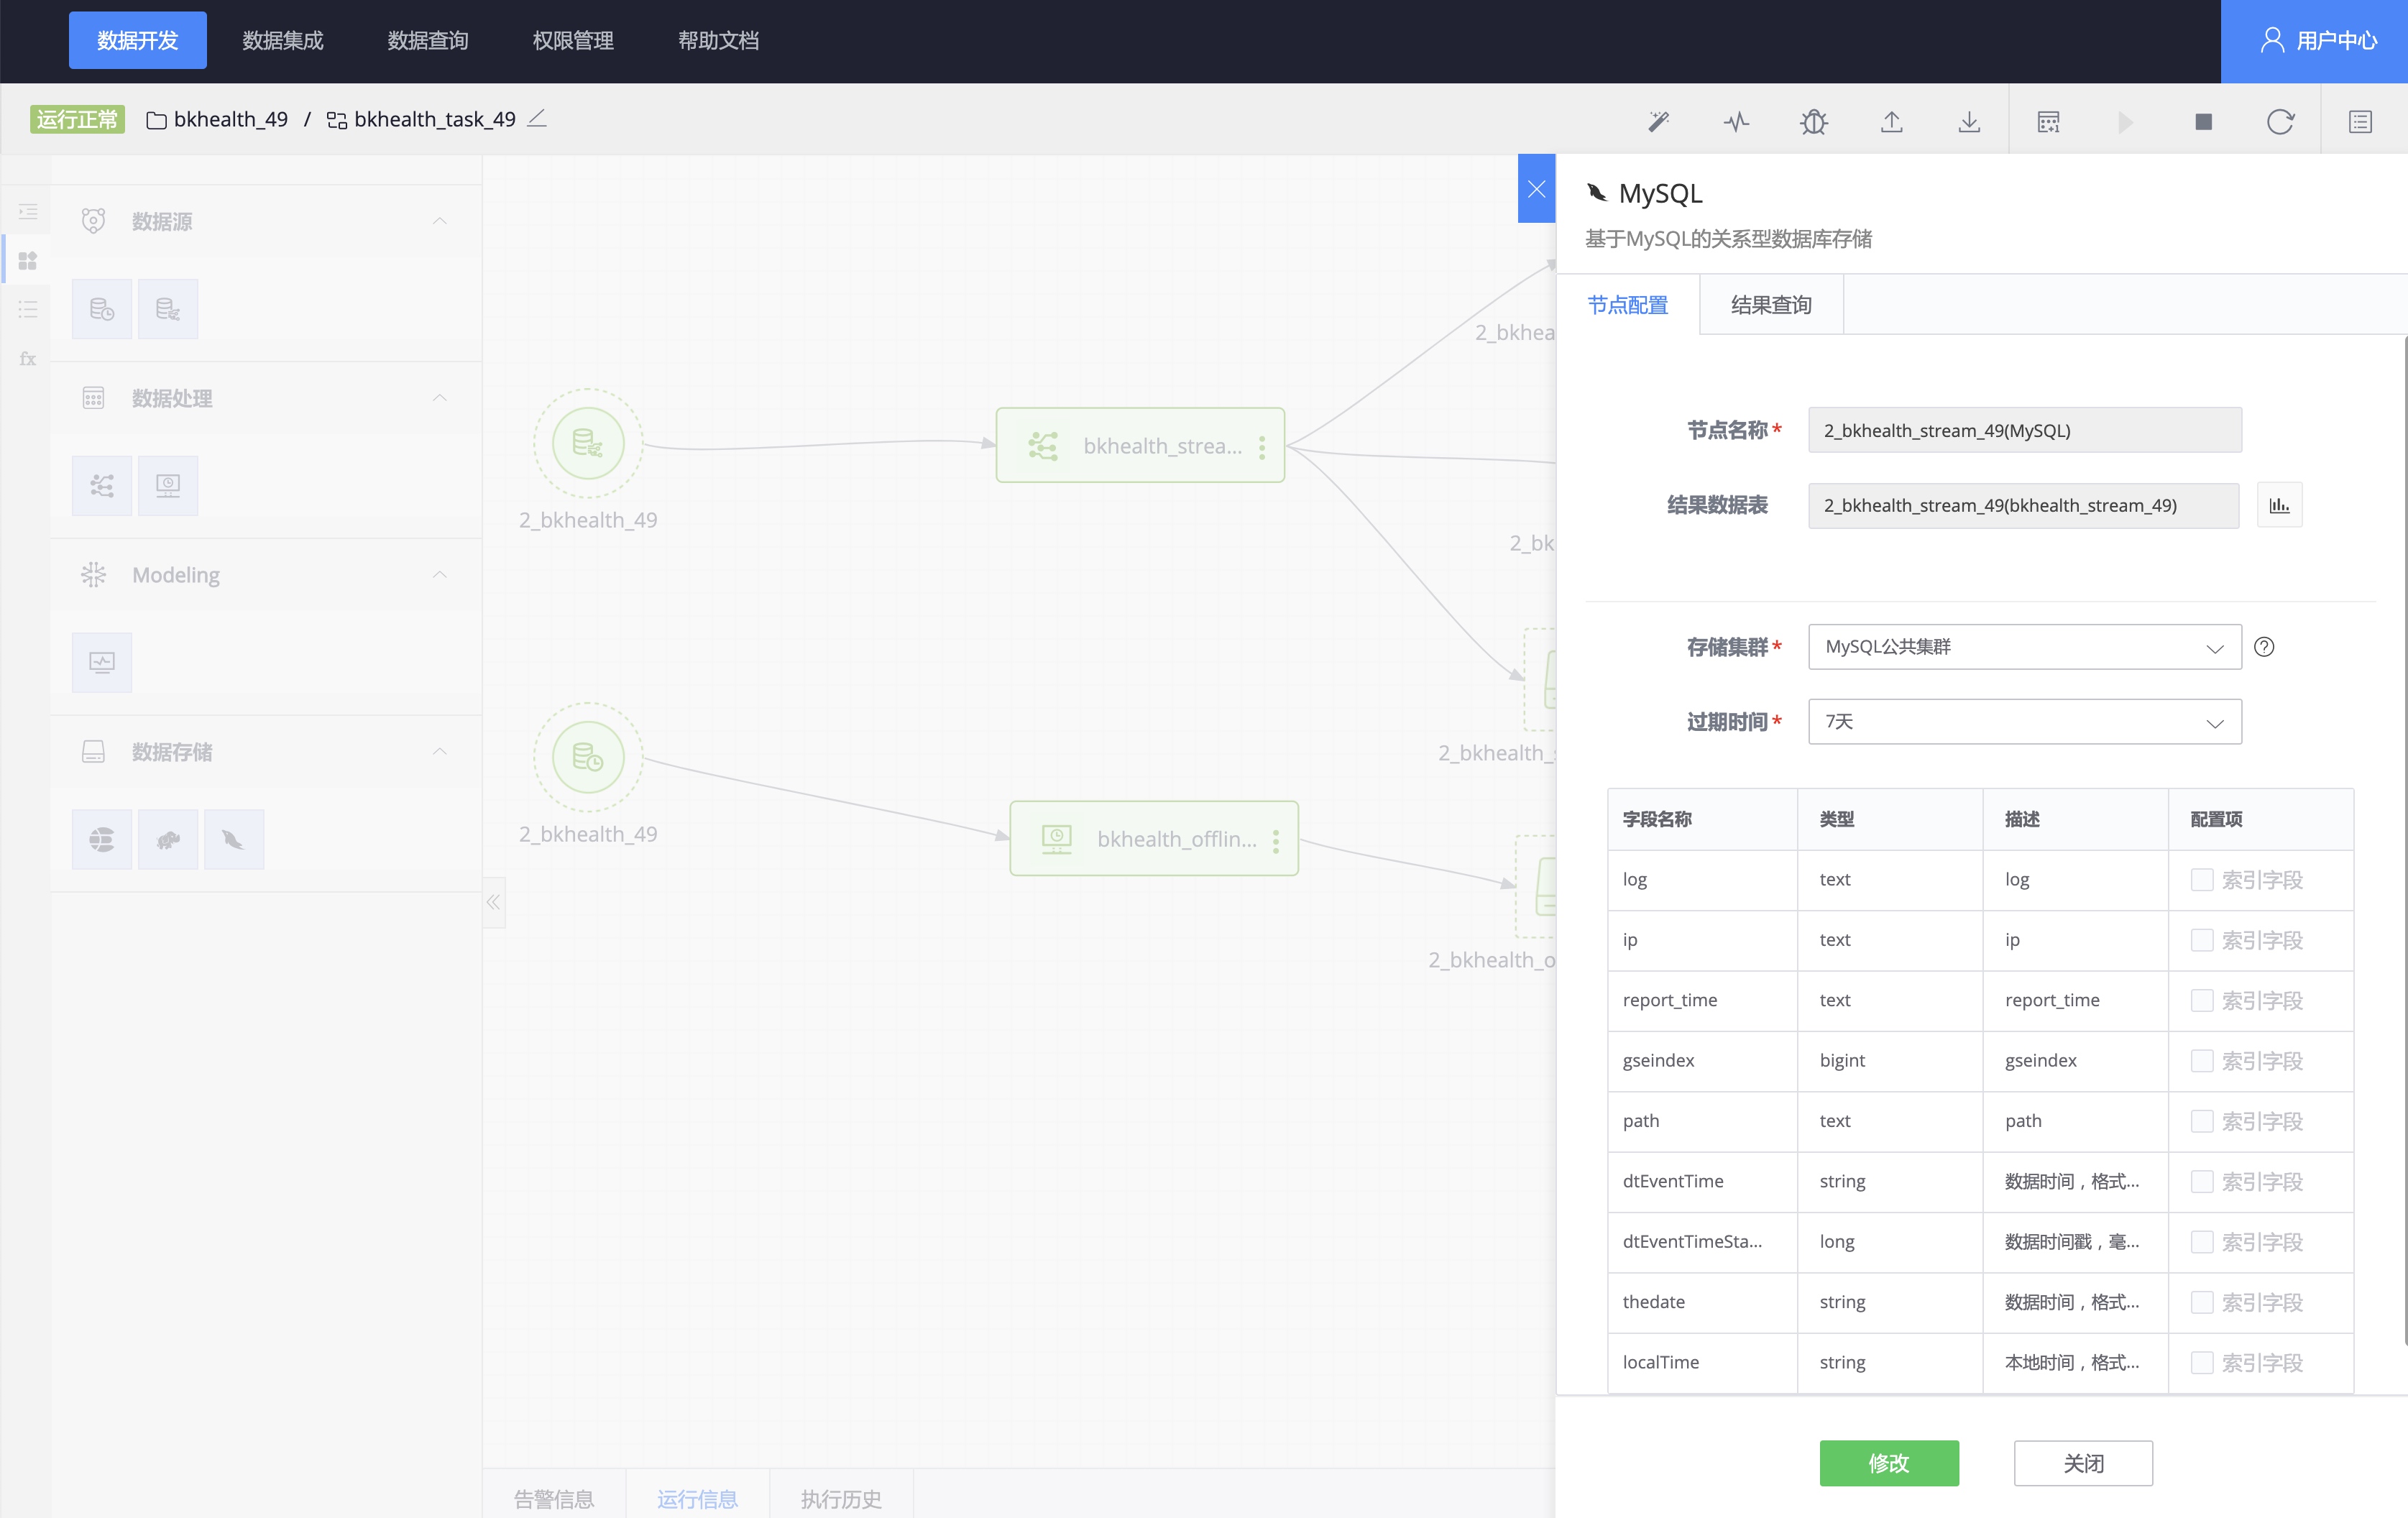 数据开发 数据集成 数据查询 权限管理 帮助文档 用户中心
运行正常 bkhealth_49 / bkhealth_task_49
数据源
数据处理
Modeling
数据存储
fx
2_bkhealth_49
bkhealth_strea...
2_bkhea
2_bk
2_bkhealth_s
2_bkhealth_49
bkhealth_offlin...
2_bkhealth_o
告警信息 运行信息 执行历史
MySQL
基于MySQL的关系型数据库存储
节点配置 结果查询
节点名称* 2_bkhealth_stream_49(MySQL)
结果数据表 2_bkhealth_stream_49(bkhealth_stream_49)
存储集群* MySQL公共集群
过期时间* 7天
字段名称 类型 描述 配置项
log text log 索引字段
ip text ip 索引字段
report_time text report_time 索引字段
gseindex bigint gseindex 索引字段
path text path 索引字段
dtEventTime string 数据时间，格式... 索引字段
dtEventTimeSta... long 数据时间戳，毫... 索引字段
thedate string 数据时间，格式... 索引字段
localTime string 本地时间，格式... 索引字段
修改 关闭